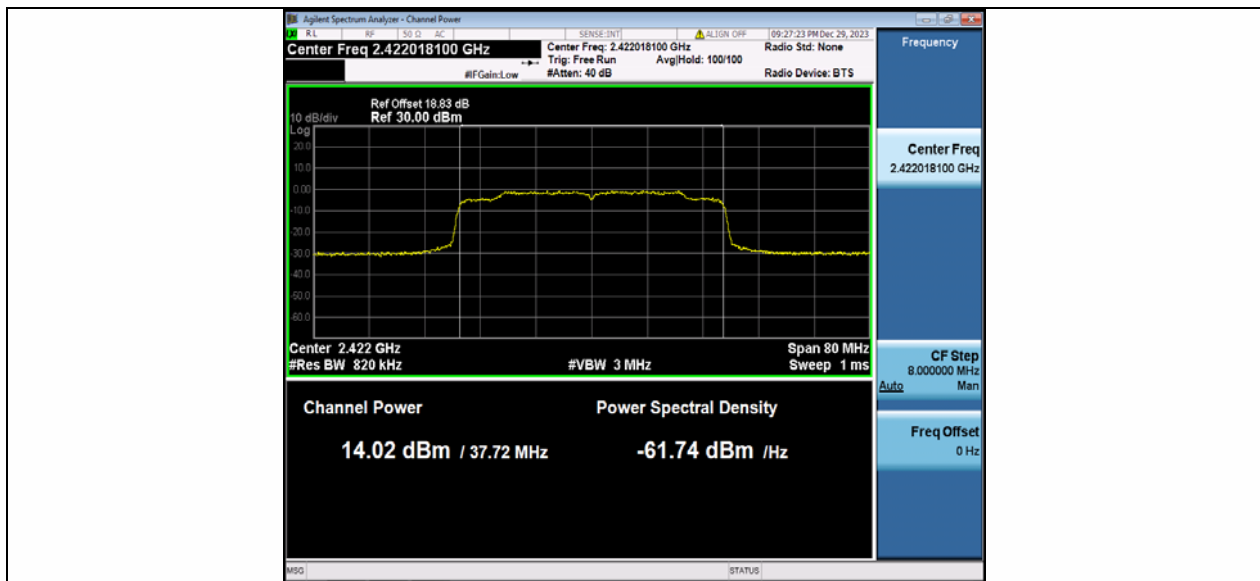 Agilent Spectrum Analyzer - Channel Power
RL RF 50 Ω AC SENSE:INT ALIGN OFF 09:27:23 PM Dec 29, 2023
Center Freq 2.422018100 GHz
Center Freq: 2.422018100 GHz Radio Std: None
Trig: Free Run Avg|Hold: 100/100
#IFGain:Low #Atten: 40 dB Radio Device: BTS
Ref Offset 18.83 dB
10 dB/div Ref 30.00 dBm
Log
20.0
10.0
0.00
-10.0
-20.0
-30.0
-40.0
-50.0
-60.0
Center 2.422 GHz Span 80 MHz
#Res BW 820 kHz #VBW 3 MHz Sweep 1 ms
Channel Power Power Spectral Density
14.02 dBm / 37.72 MHz -61.74 dBm /Hz
Frequency
Center Freq
2.422018100 GHz
CF Step
8.000000 MHz
Auto Man
Freq Offset
0 Hz
MSG STATUS